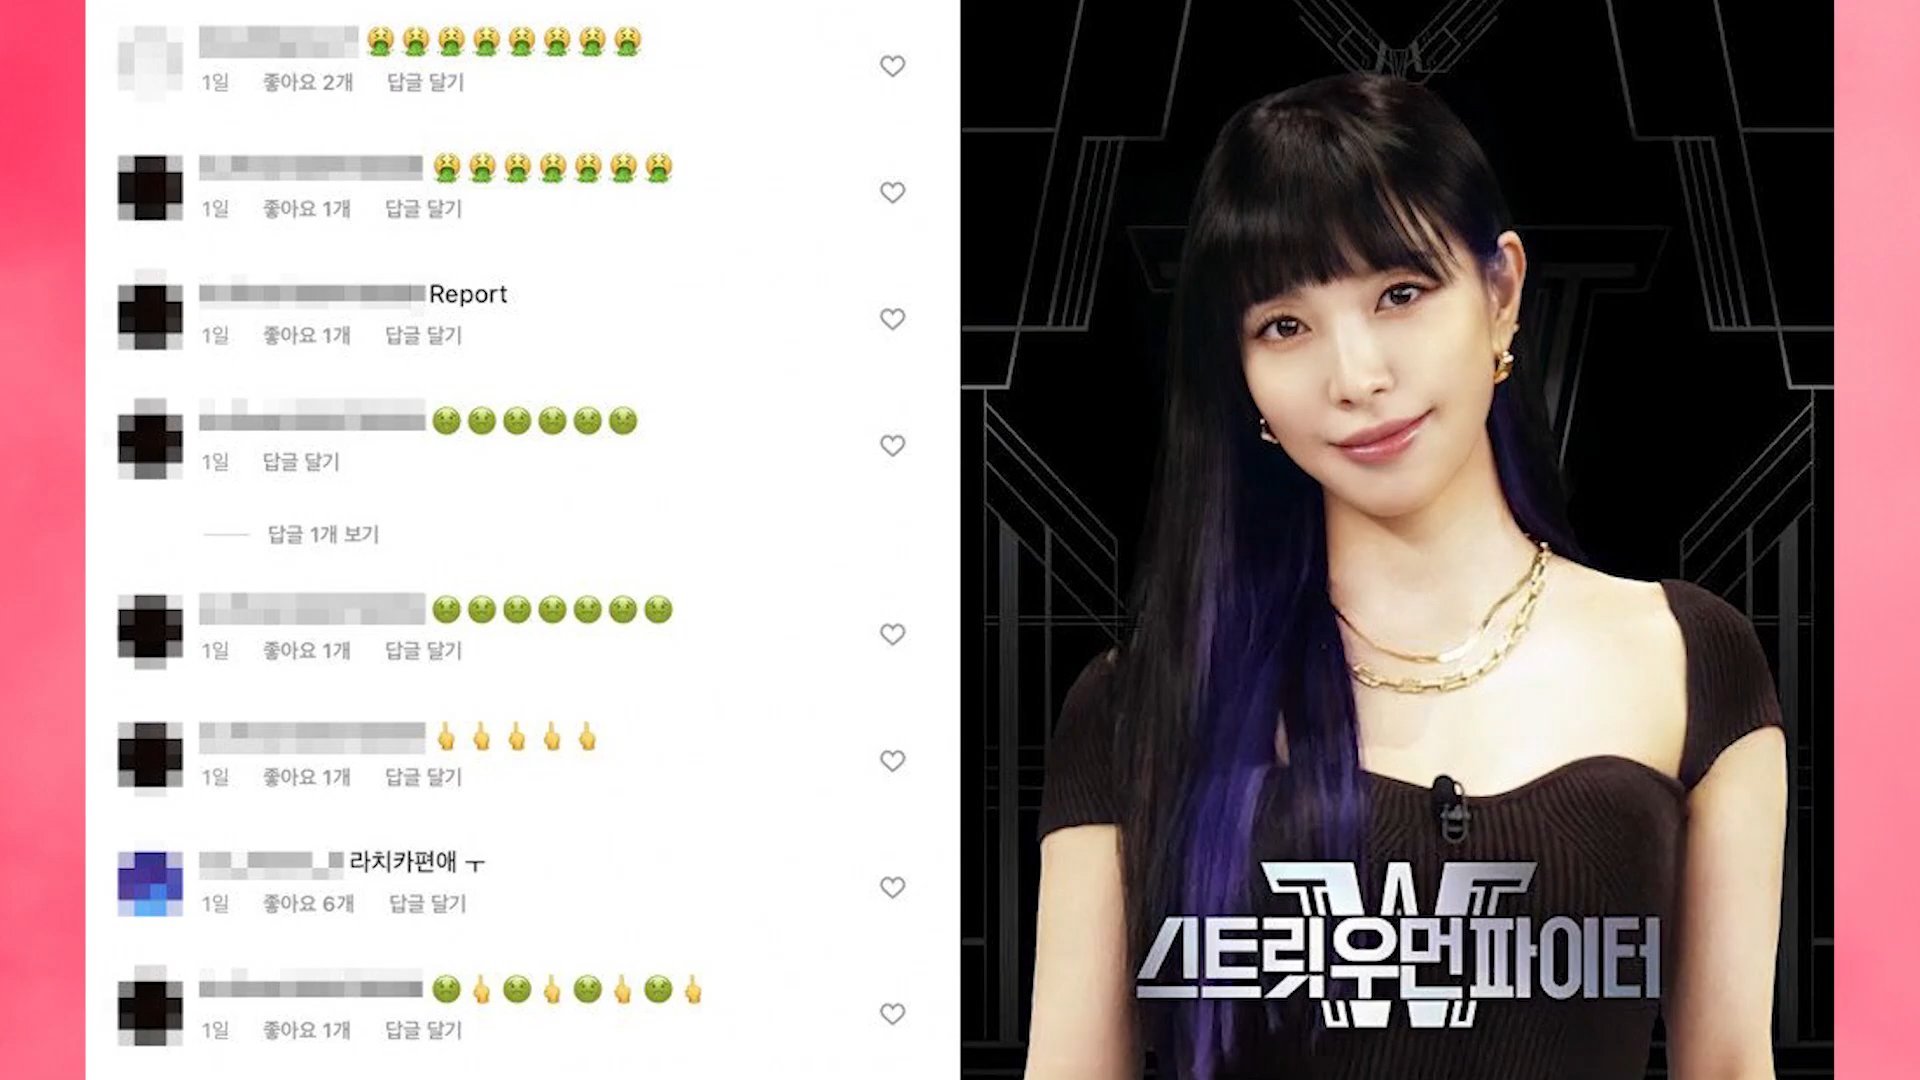 🤮🤮🤮🤮🤮🤮🤮🤮
1일 좋아요 2개 답글 달기
🤮🤮🤮🤮🤮🤮🤮
1일 좋아요 1개 답글 달기
Report
1일 좋아요 1개 답글 달기
🤢🤢🤢🤢🤢🤢
1일 답글 달기
답글 1개 보기
🤢🤢🤢🤢🤢🤢🤢
1일 좋아요 1개 답글 달기
🖕🖕🖕🖕🖕
1일 좋아요 1개 답글 달기
라치카편애 ㅜ
1일 좋아요 6개 답글 달기
🤢🖕🤢🖕🤢🖕🤢🖕
1일 좋아요 1개 답글 달기
W
스트릿우먼파이터